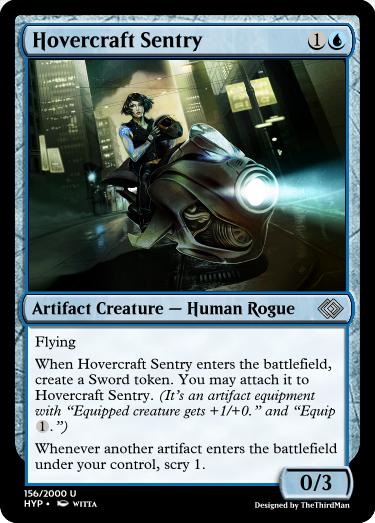 Hovercraft Sentry 1
Artifact Creature — Human Rogue
Flying
When Hovercraft Sentry enters the battlefield,
create a Sword token. You may attach it to
Hovercraft Sentry. (It's an artifact equipment
with “Equipped creature gets +1/+0.” and “Equip
1.”)
Whenever another artifact enters the battlefield
under your control, scry 1.
0/3
156/2000 U
HYP • WITTA
Designed by TheThirdMan